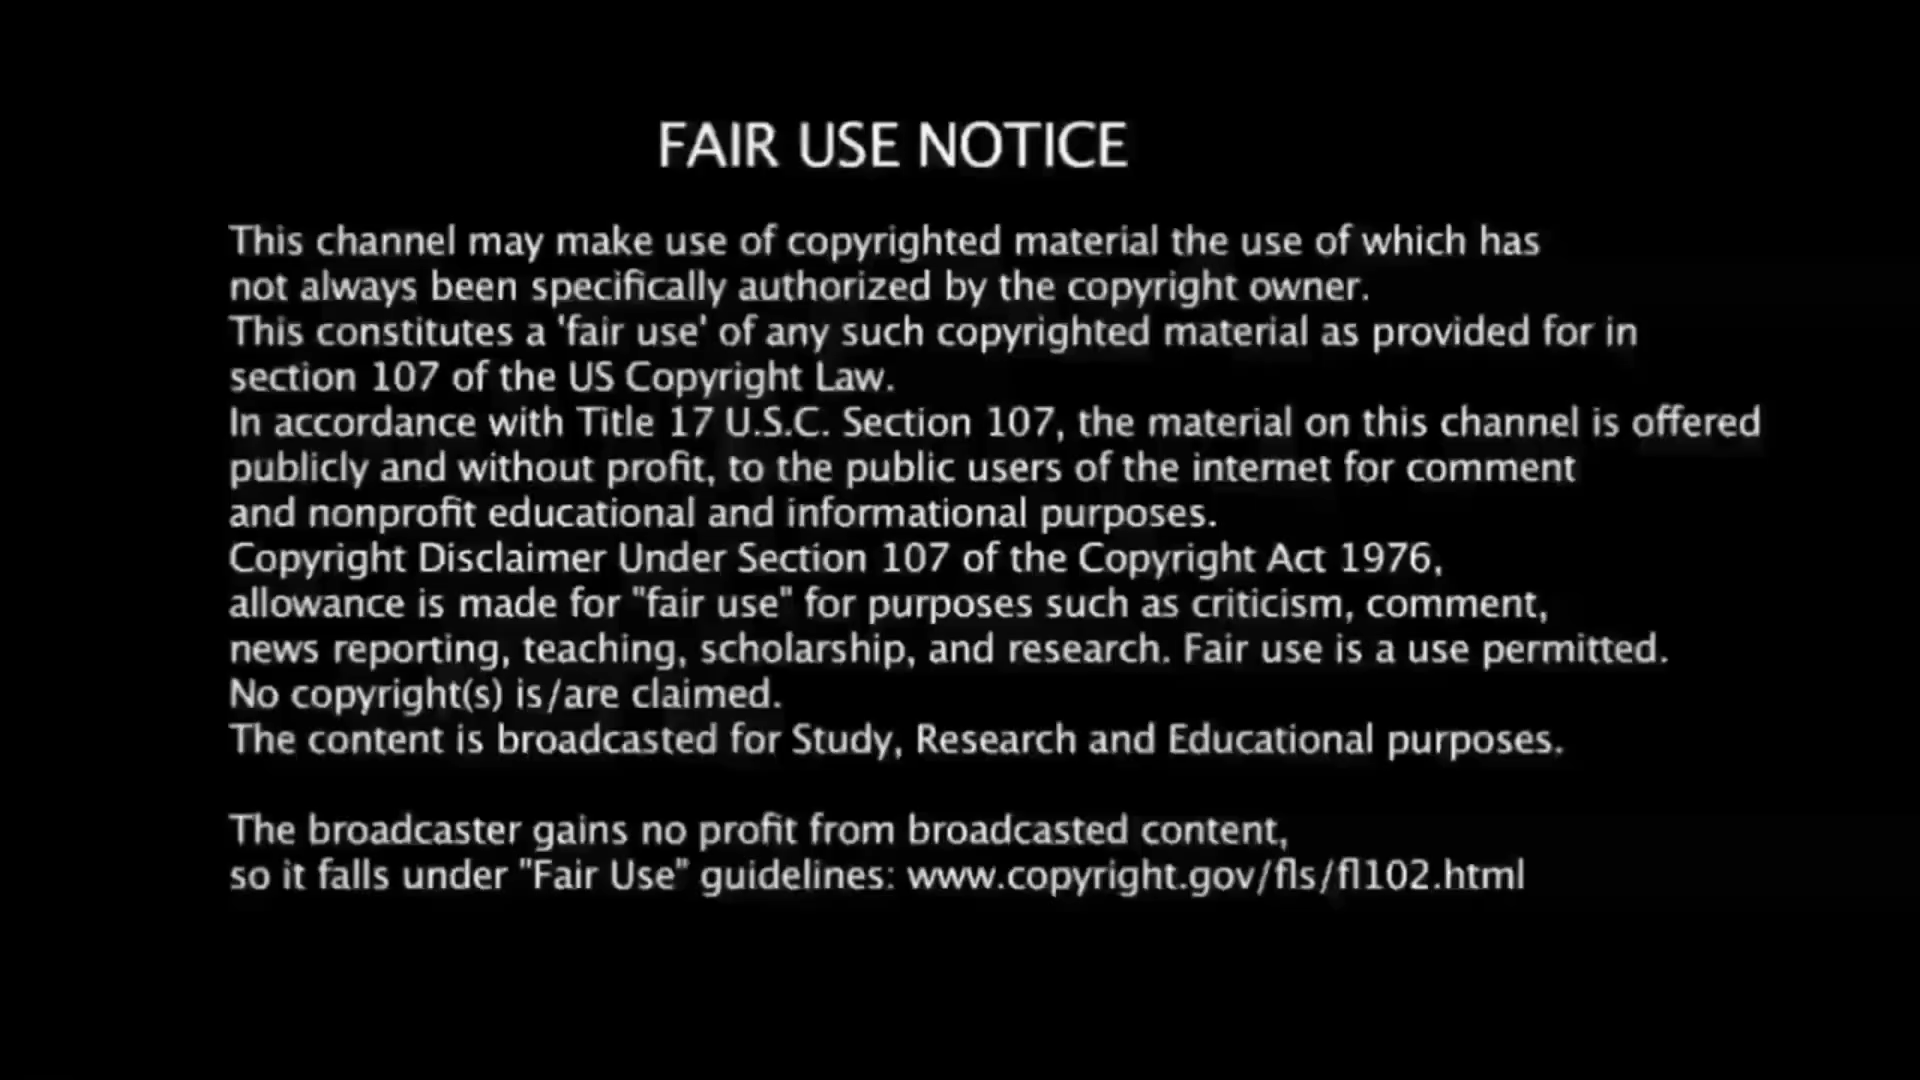 FAIR USE NOTICE
This channel may make use of copyrighted material the use of which has
not always been specifically authorized by the copyright owner.
This constitutes a 'fair use' of any such copyrighted material as provided for in
section 107 of the US Copyright Law.
In accordance with Title 17 U.S.C. Section 107, the material on this channel is offered
publicly and without profit, to the public users of the internet for comment
and nonprofit educational and informational purposes.
Copyright Disclaimer Under Section 107 of the Copyright Act 1976,
allowance is made for "fair use" for purposes such as criticism, comment,
news reporting, teaching, scholarship, and research. Fair use is a use permitted.
No copyright(s) is/are claimed.
The content is broadcasted for Study, Research and Educational purposes.
The broadcaster gains no profit from broadcasted content,
so it falls under "Fair Use" guidelines: www.copyright.gov/fls/fl102.html